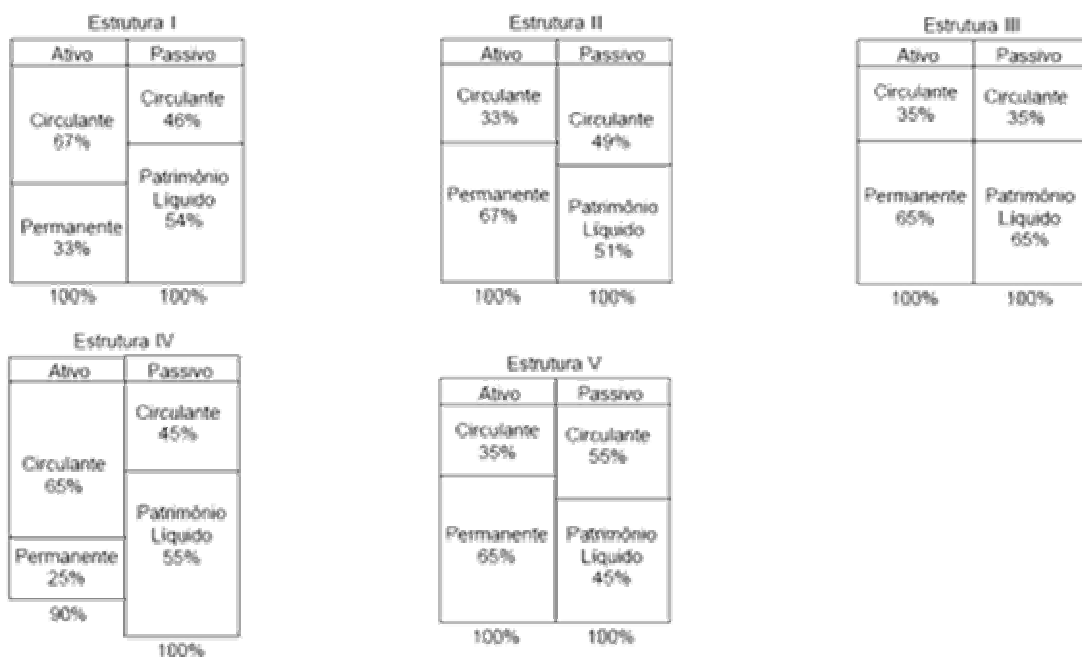 Estrutura I
Ativo Passivo
Circulante
67%
Circulante
46%
Permanente
33%
Patrimônio
Líquido
54%
100% 100%
Estrutura II
Ativo Passivo
Circulante
33%
Circulante
49%
Permanente
67%
Patrimônio
Líquido
51%
100% 100%
Estrutura III
Ativo Passivo
Circulante
35%
Circulante
35%
Permanente
65%
Patrimônio
Líquido
65%
100% 100%
Estrutura IV
Ativo Passivo
Circulante
65%
Circulante
45%
Permanente
25%
Patrimônio
Líquido
55%
90%
100%
Estrutura V
Ativo Passivo
Circulante
35%
Circulante
55%
Permanente
65%
Patrimônio
Líquido
45%
100% 100%